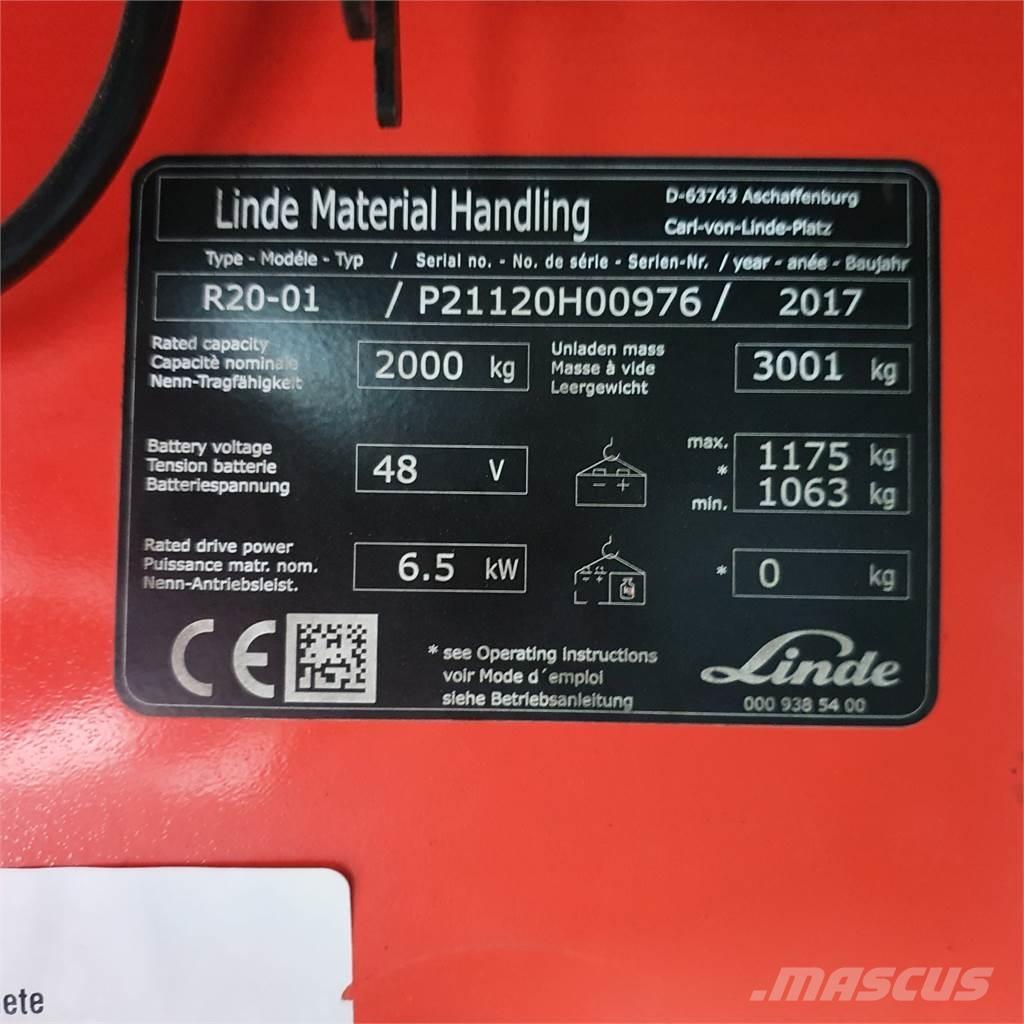 Linde Material Handling
D-63743 Aschaffenburg
Carl-von-Linde-Platz
Type - Modéle - Typ / Serial no. - No. de série - Serien-Nr. / year - anée - Baujahr
R20-01 / P21120H00976 / 2017
Rated capacity
Capacitè nominale
Nenn-Tragfähigkeit
2000 kg
Unladen mass
Masse à vide
Leergewicht
3001 kg
Battery voltage
Tension batterie
Batteriespannung
48 V
- +
max. 1175 kg
*
min. 1063 kg
Rated drive power
Puissance matr. nom.
Nenn-Antriebsleist.
6.5 kW
kg
* 0 kg
CE
* see Operating instructions
voir Mode d´emploi
siehe Betriebsanleitung
Linde
000 938 54 00
ete
MASCUS